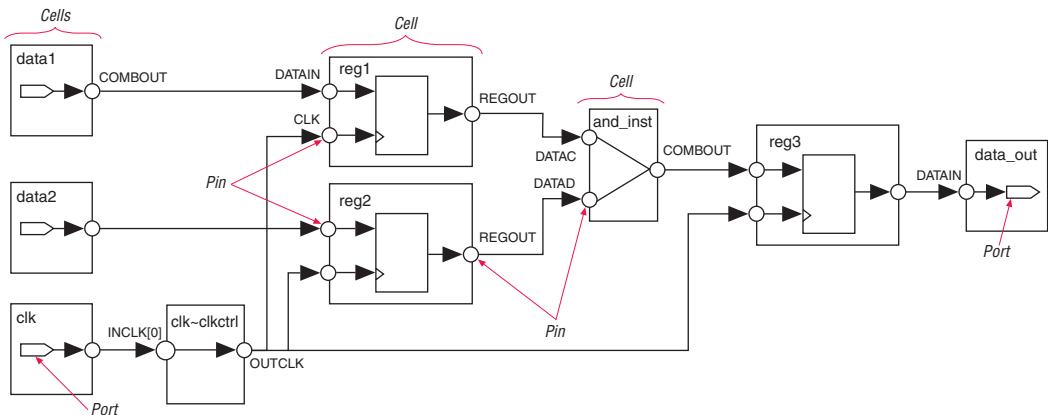 Cells
Cell
data1
COMBOUT
DATAIN
reg1
REGOUT
CLK
Cell
and_inst
DATAC
COMBOUT
reg3
data_out
Pin
DATAD
DATAIN
data2
reg2
REGOUT
Port
clk
INCLK[0]
clk~clkctrl
OUTCLK
Pin
Port